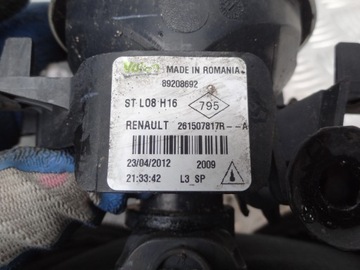 Valeo MADE IN ROMANIA
89208692
ST L08 H16 795
RENAULT 261507817R--A
23/04/2012 2009
21:33:42 L3 SP